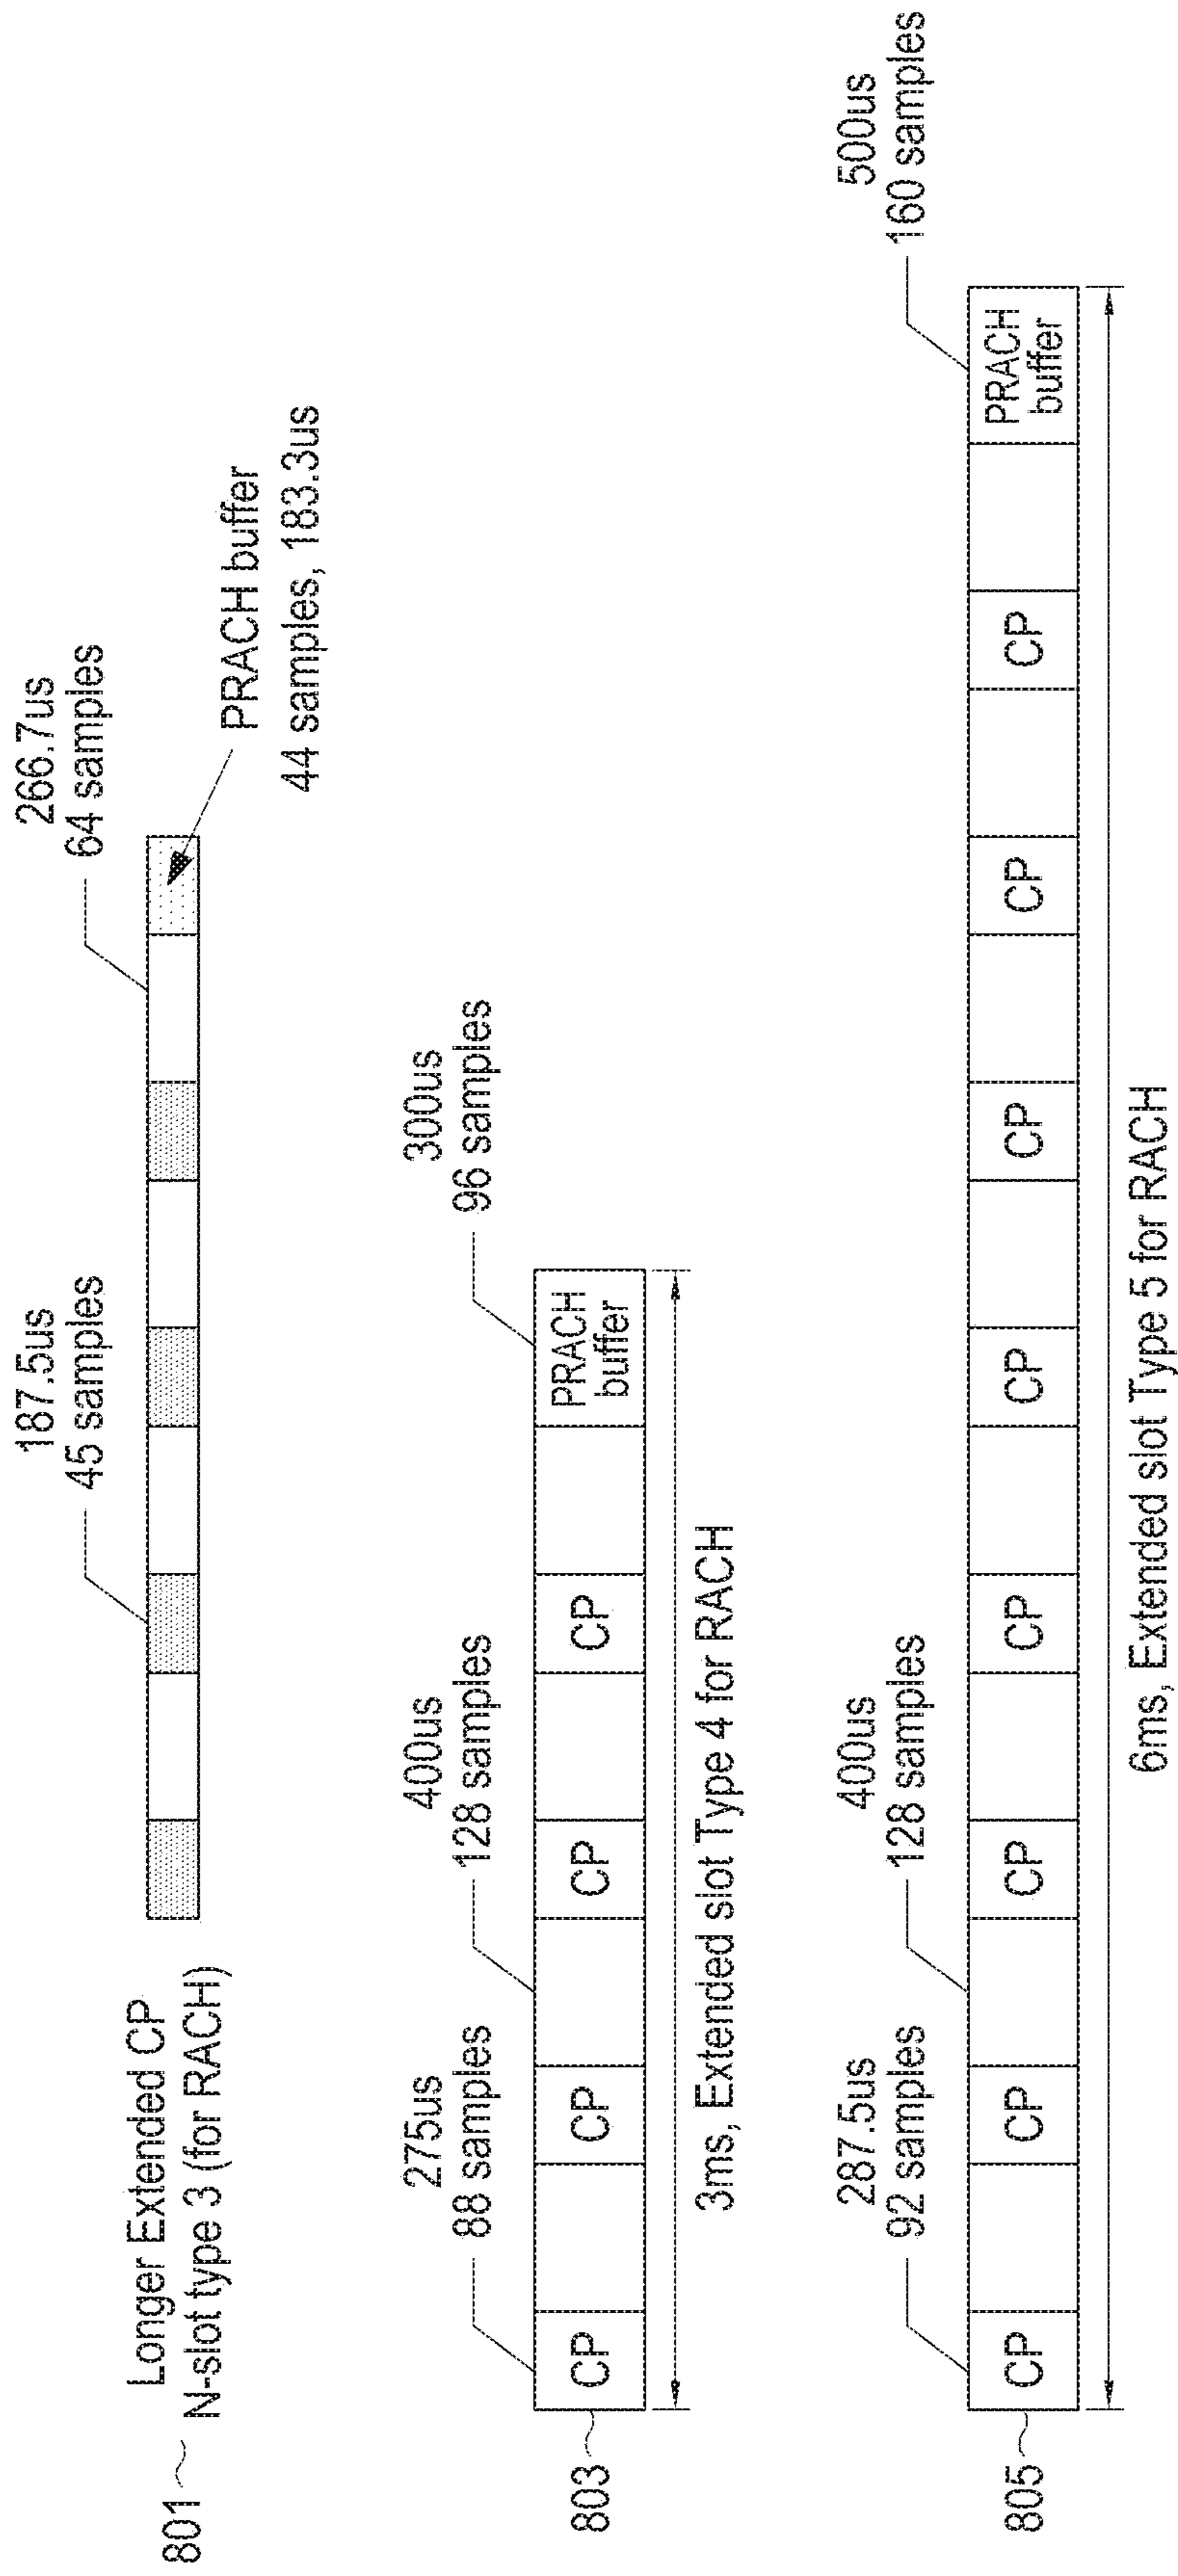 801
Longer Extended CP
N-slot type 3 (for RACH)
187.5us
45 samples
266.7us
64 samples
PRACH buffer
44 samples, 183.3us
803
275us
88 samples
400us
128 samples
300us
96 samples
CP
CP
CP
CP
PRACH
buffer
3ms, Extended slot Type 4 for RACH
805
287.5us
92 samples
400us
128 samples
500us
160 samples
CP
CP
CP
CP
CP
CP
CP
CP
PRACH
buffer
6ms, Extended slot Type 5 for RACH